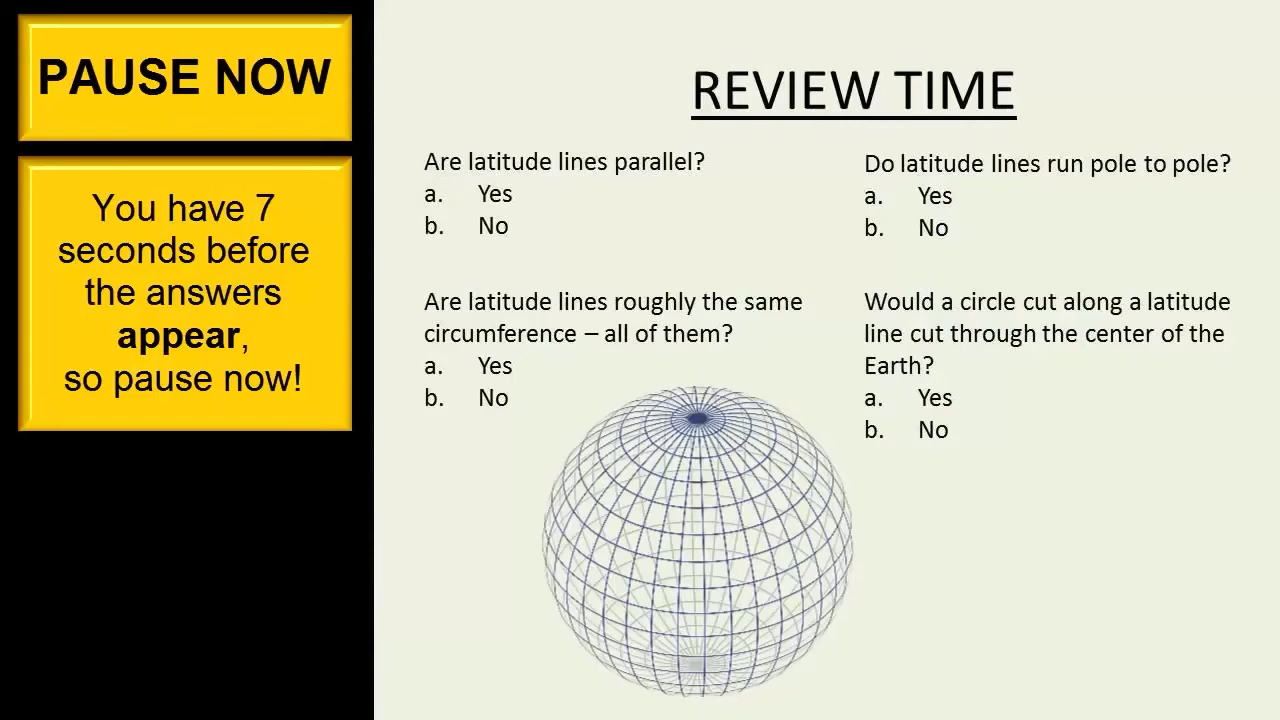 PAUSE NOW
You have 7
seconds before
the answers
appear,
so pause now!
REVIEW TIME
Are latitude lines parallel?
a. Yes
b. No
Do latitude lines run pole to pole?
a. Yes
b. No
Are latitude lines roughly the same
circumference – all of them?
a. Yes
b. No
Would a circle cut along a latitude
line cut through the center of the
Earth?
a. Yes
b. No